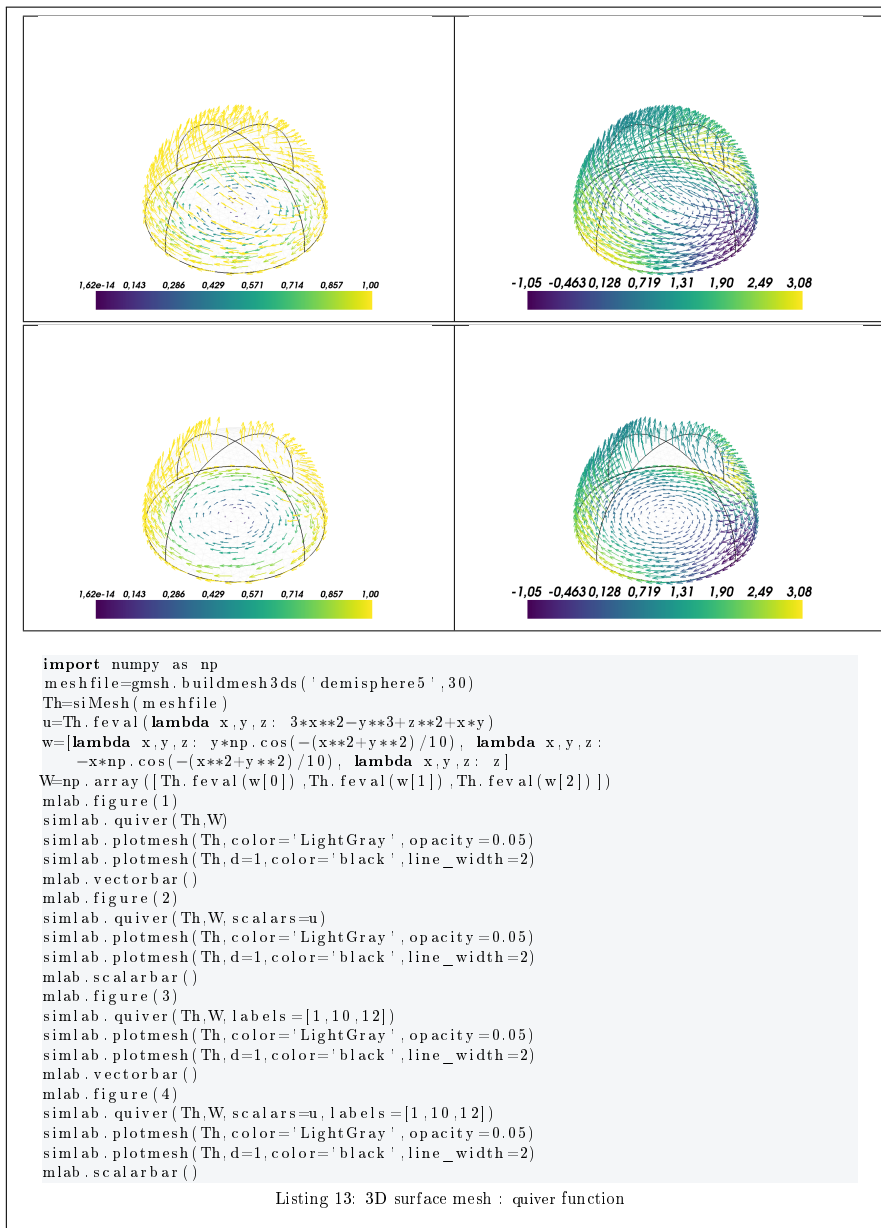 1,62e-14 0,143 0,286 0,429 0,571 0,714 0,857 1,00
-1,05 -0,463 0,128 0,719 1,31 1,90 2,49 3,08
1,62e-14 0,143 0,286 0,429 0,571 0,714 0,857 1,00
-1,05 -0,463 0,128 0,719 1,31 1,90 2,49 3,08
import numpy as np
meshfile=gmsh.buildmesh3ds('demisphere5',30)
Th=siMesh(meshfile)
u=Th.feval(lambda x,y,z: 3*x**2-y**3+z**2+x*y)
w=[lambda x,y,z: y*np.cos(-(x**2+y**2)/10), lambda x,y,z:
-x*np.cos(-(x**2+y**2)/10), lambda x,y,z: z]
W=np.array([Th.feval(w[0]),Th.feval(w[1]),Th.feval(w[2])])
mlab.figure(1)
simlab.quiver(Th,W)
simlab.plotmesh(Th,color='LightGray',opacity=0.05)
simlab.plotmesh(Th,d=1,color='black',line_width=2)
mlab.vectorbar()
mlab.figure(2)
simlab.quiver(Th,W,scalars=u)
simlab.plotmesh(Th,color='LightGray',opacity=0.05)
simlab.plotmesh(Th,d=1,color='black',line_width=2)
mlab.scalarbar()
mlab.figure(3)
simlab.quiver(Th,W,labels=[1,10,12])
simlab.plotmesh(Th,color='LightGray',opacity=0.05)
simlab.plotmesh(Th,d=1,color='black',line_width=2)
mlab.vectorbar()
mlab.figure(4)
simlab.quiver(Th,W,scalars=u,labels=[1,10,12])
simlab.plotmesh(Th,color='LightGray',opacity=0.05)
simlab.plotmesh(Th,d=1,color='black',line_width=2)
mlab.scalarbar()
Listing 13: 3D surface mesh : quiver function